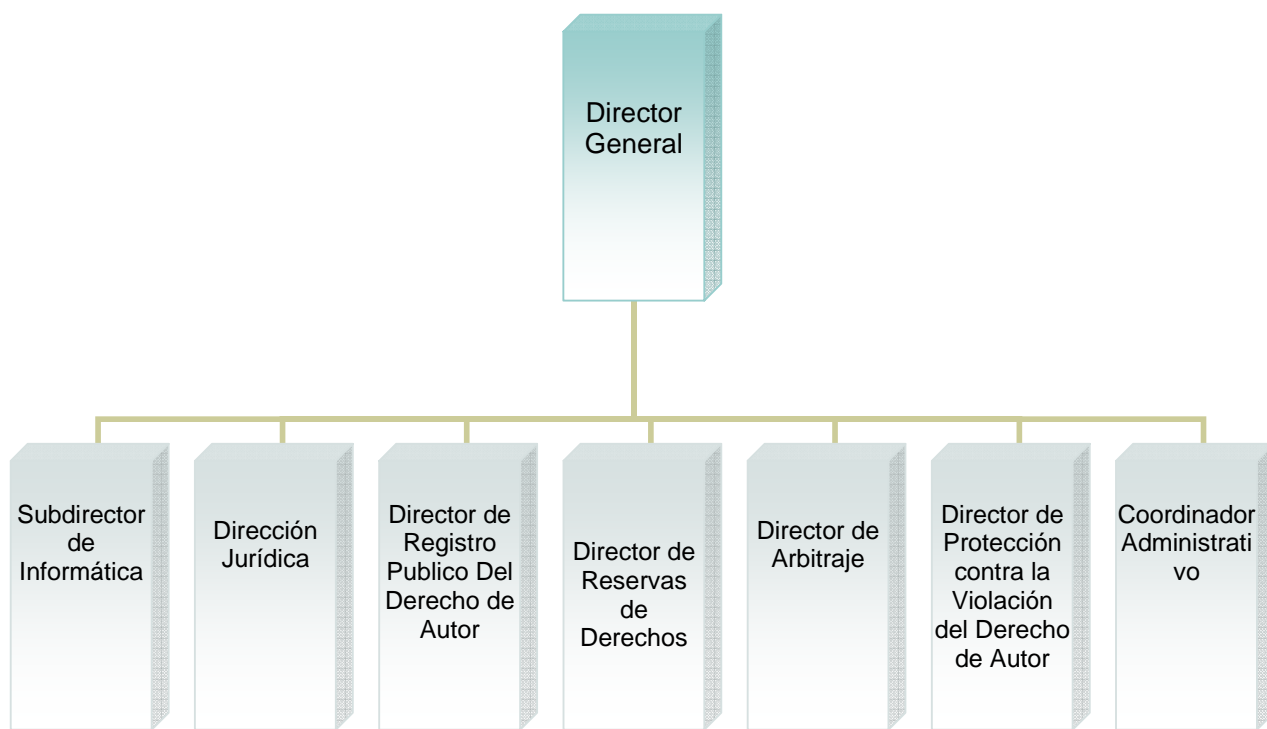 Director
General
Subdirector
de
Informática
Dirección
Jurídica
Director de
Registro
Publico Del
Derecho de
Autor
Director de
Reservas
de
Derechos
Director de
Arbitraje
Director de
Protección
contra la
Violación
del Derecho
de Autor
Coordinador
Administrati
vo